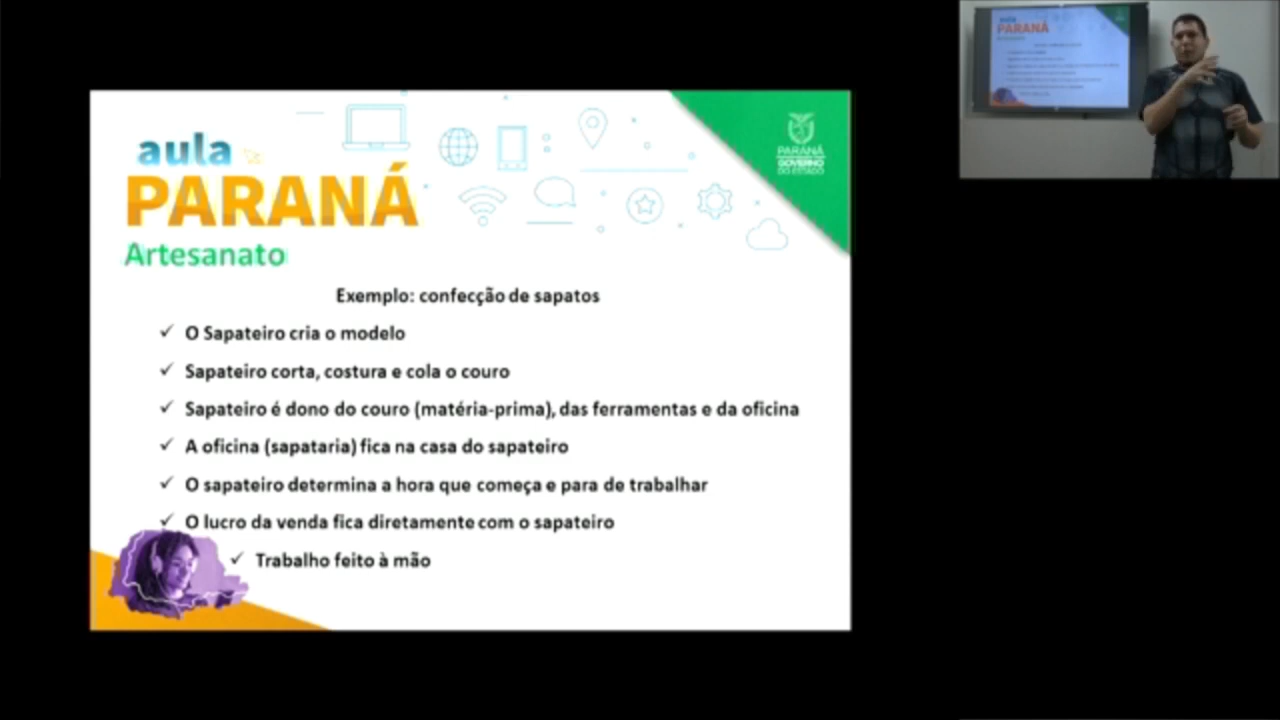 aula
PARANÁ
PARANÁ
GOVERNO
DO ESTADO
Artesanato
Exemplo: confecção de sapatos
✓ O Sapateiro cria o modelo
✓ Sapateiro corta, costura e cola o couro
✓ Sapateiro é dono do couro (matéria-prima), das ferramentas e da oficina
✓ A oficina (sapataria) fica na casa do sapateiro
✓ O sapateiro determina a hora que começa e para de trabalhar
✓ O lucro da venda fica diretamente com o sapateiro
✓ Trabalho feito à mão
aula
PARANÁ